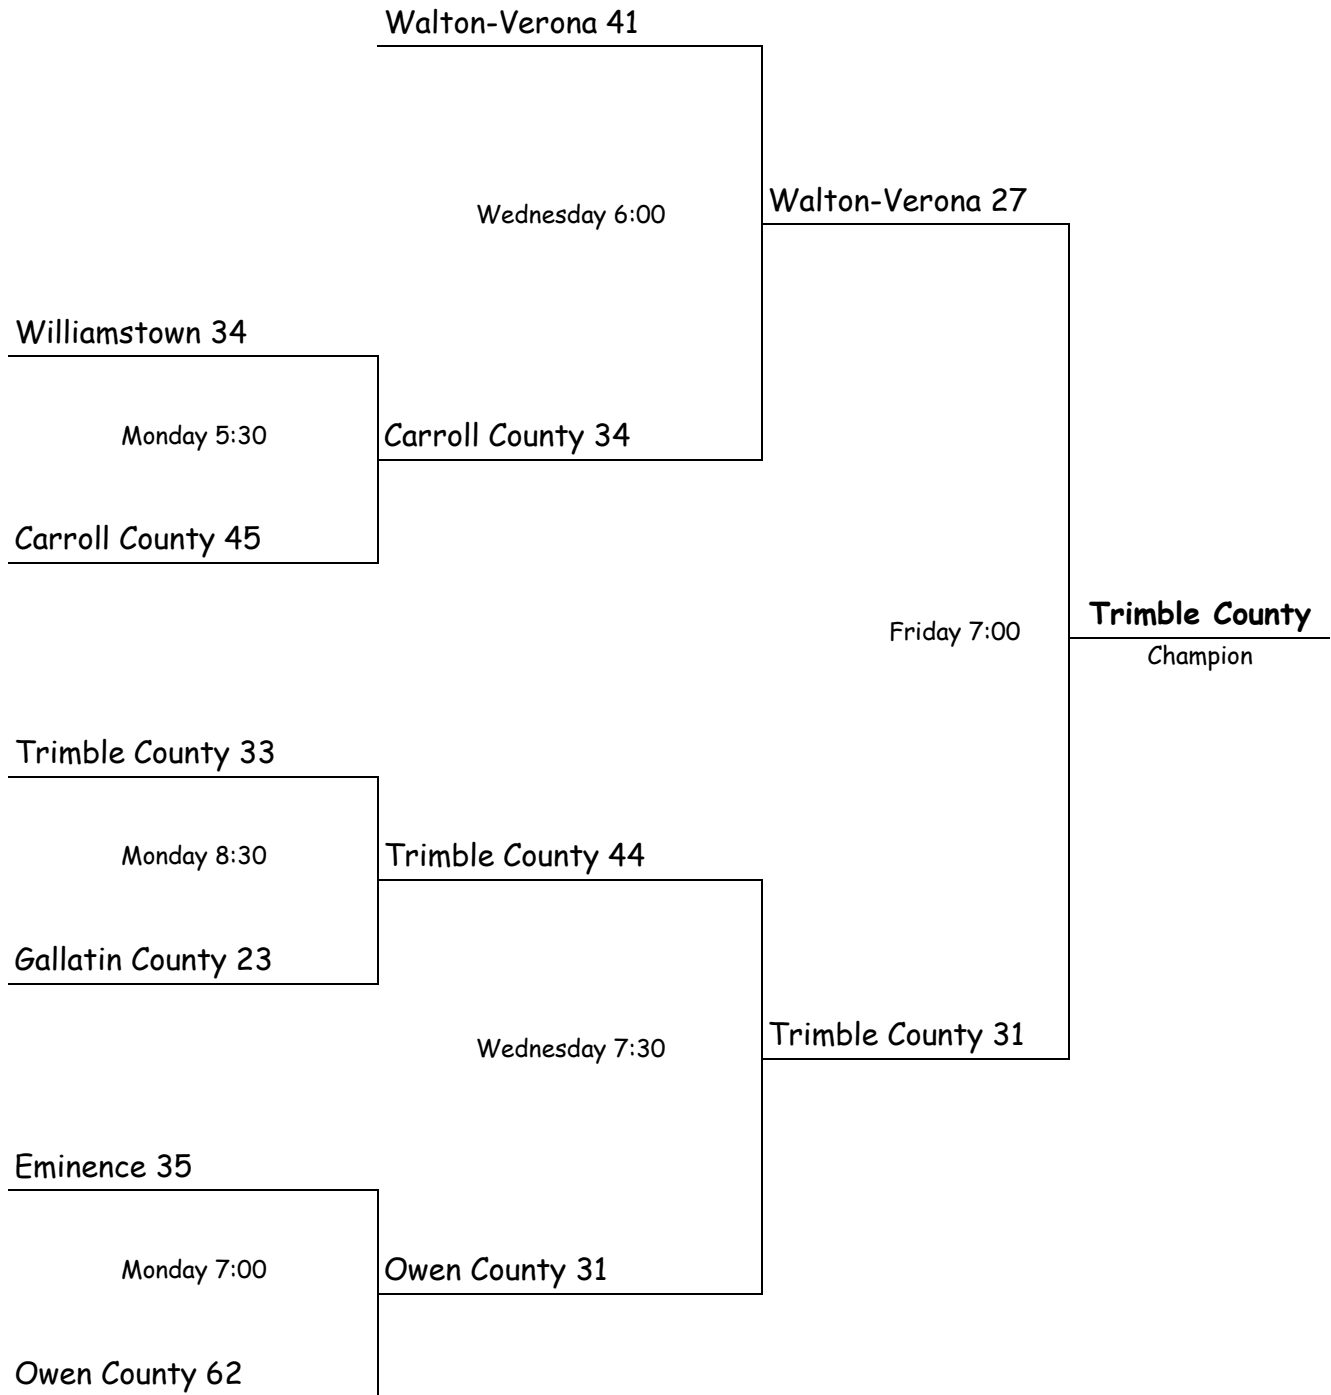 Walton-Verona 41
Wednesday 6:00
Walton-Verona 27
Williamstown 34
Monday 5:30
Carroll County 34
Carroll County 45
Friday 7:00
Trimble County
Champion
Trimble County 33
Monday 8:30
Trimble County 44
Gallatin County 23
Wednesday 7:30
Trimble County 31
Eminence 35
Monday 7:00
Owen County 31
Owen County 62